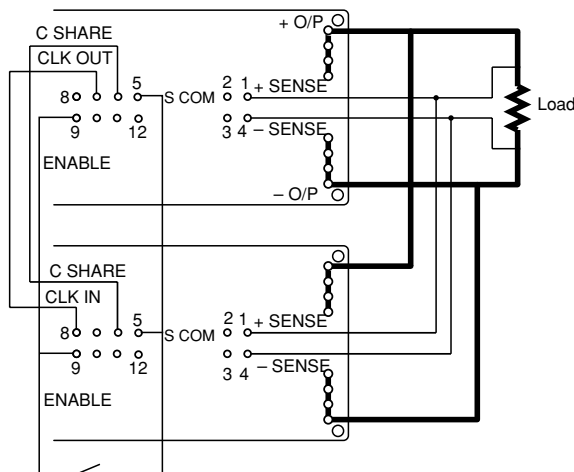 + O/P
C SHARE
CLK OUT
8 5 S COM 2 1 + SENSE
9 12 3 4 – SENSE
Load
ENABLE
– O/P
C SHARE
CLK IN
8 5 S COM 2 1 + SENSE
9 12 3 4 – SENSE
ENABLE